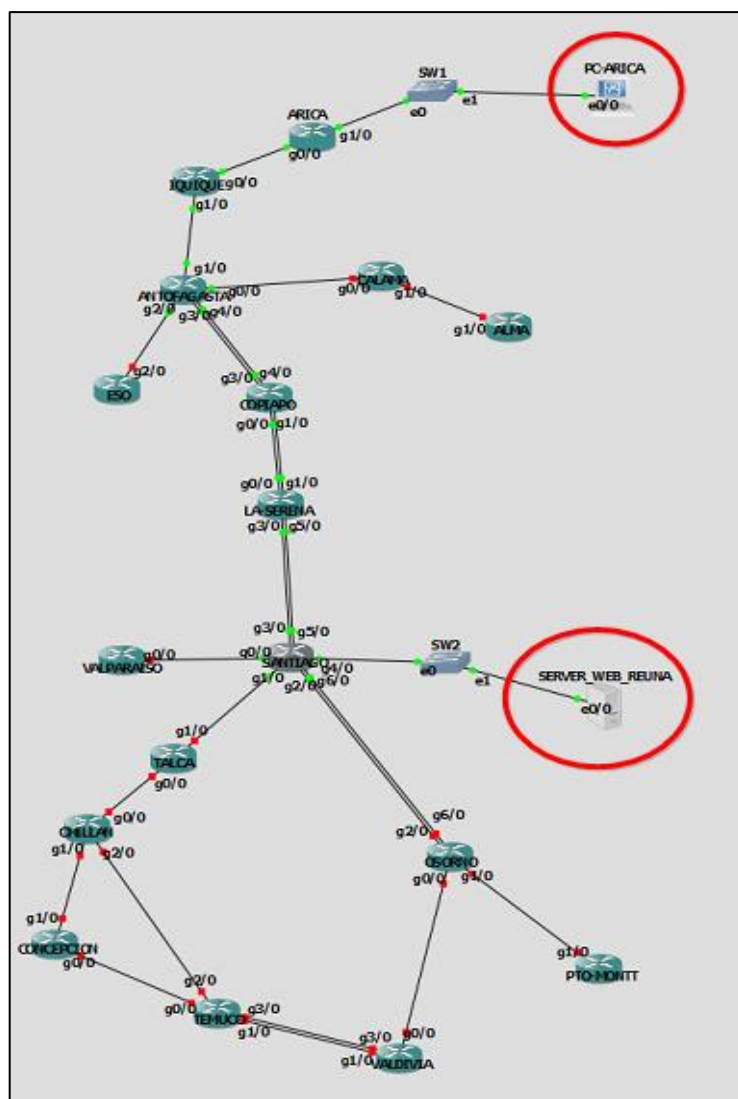 PC-ARICA
SW1
e0/0
e1
e0
ARICA
g1/0
g0/0
IQUIQUE
g0/0
g1/0
g1/0
CALAMA
ANTOFAGASTA
g0/0
g0/0
g1/0
g2/0
g3/0
g4/0
g1/0
ALMA
g2/0
ESO
g3/0
g4/0
COPIAPO
g0/0
g1/0
g0/0
g1/0
LA-SERENA
g3/0
g5/0
g3/0
g5/0
SW2
SERVER_WEB_REUNA
g0/0
g0/0
VALPARAISO
SANTIAGO
g4/0
e0
e1
e0/0
g1/0
g2/0
g6/0
g1/0
TALCA
g0/0
g0/0
CHILLAN
g1/0
g2/0
g6/0
g2/0
OSORNO
g0/0
g1/0
g1/0
CONCEPCION
g0/0
g1/0
PTO-MONTT
g2/0
g0/0
TEMUCO
g3/0
g1/0
g3/0
g0/0
g1/0
VALDIVIA